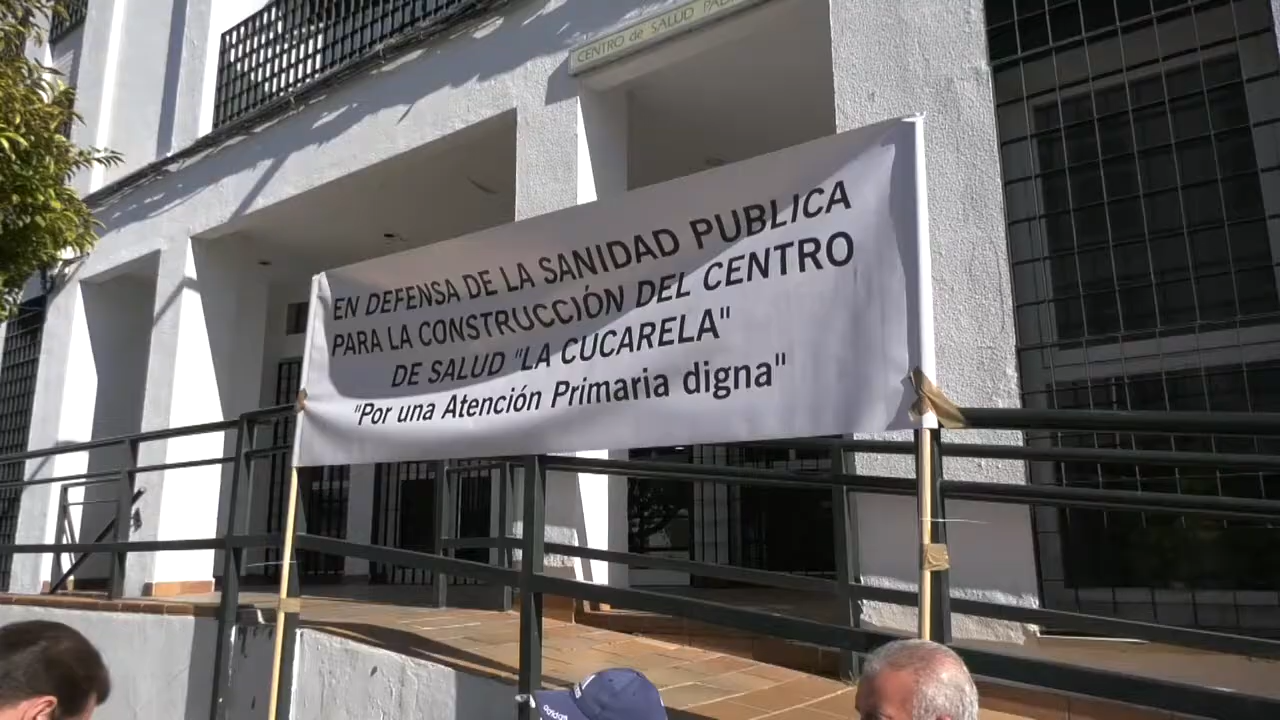 CENTRO de SALUD
EN DEFENSA DE LA SANIDAD PUBLICA
PARA LA CONSTRUCCIÓN DEL CENTRO
DE SALUD "LA CUCARELA"
"Por una Atención Primaria digna"
adidas